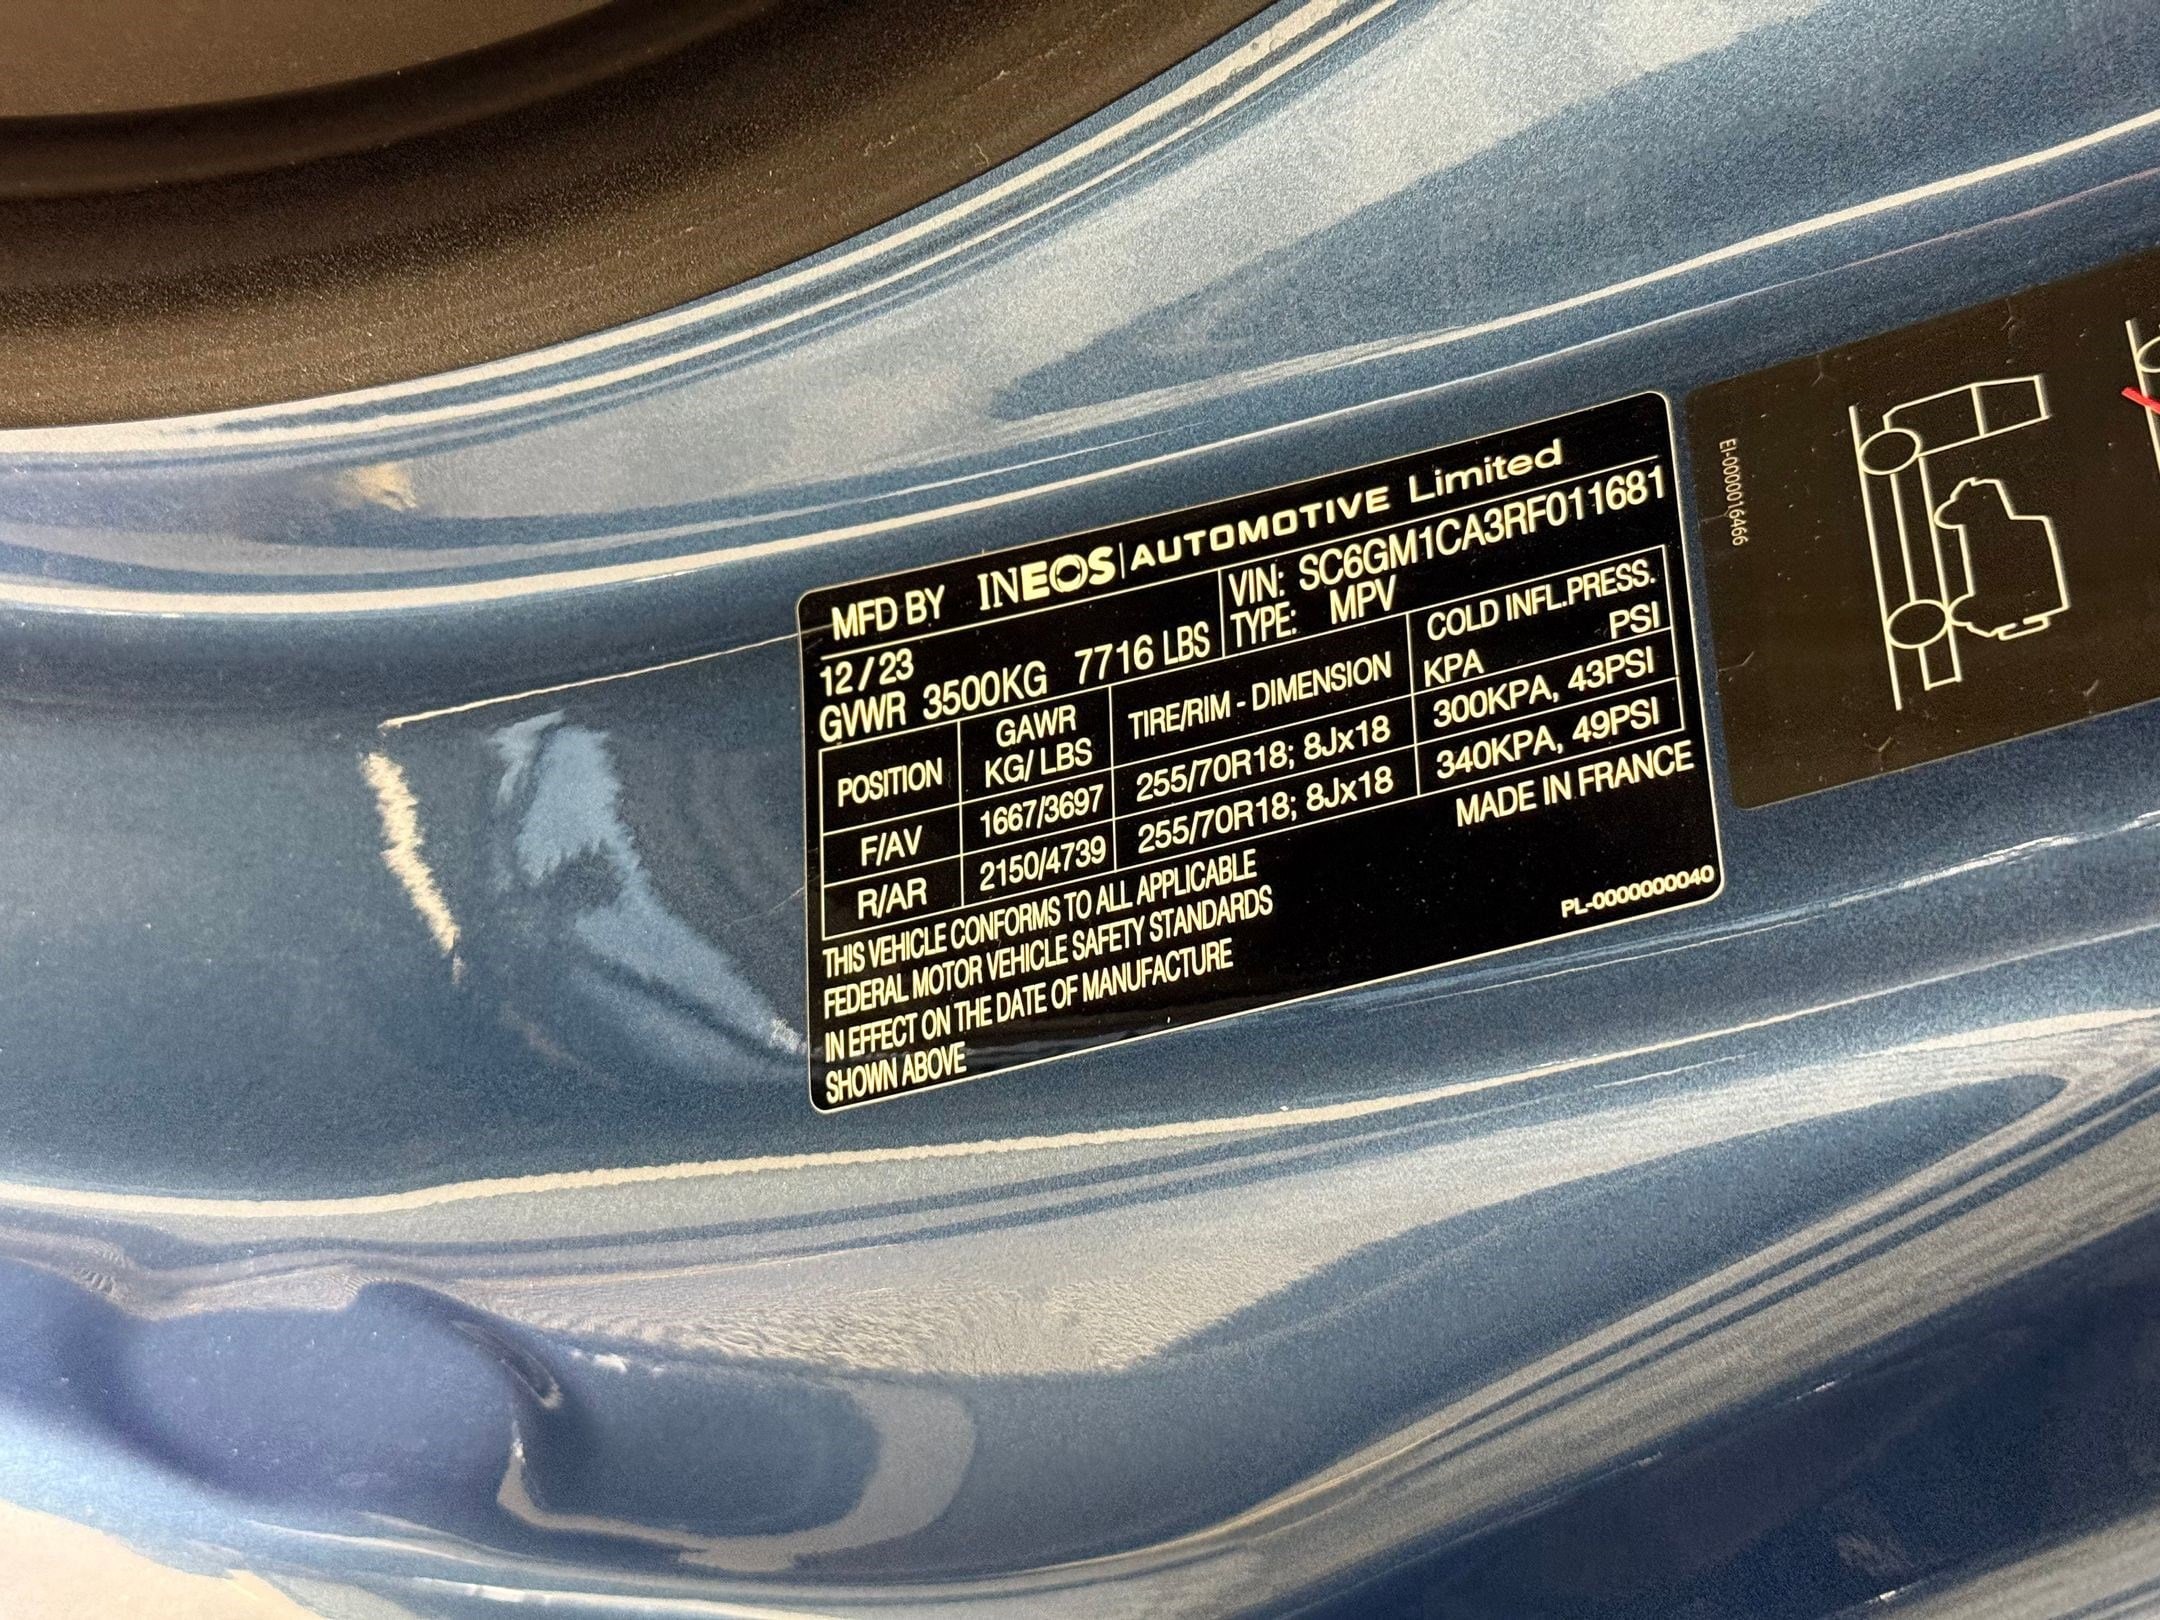 MFD BY INEOS | AUTOMOTIVE Limited
12/23
VIN: SC6GM1CA3RF011681
GVWR 3500KG 7716 LBS
TYPE: MPV
POSITION
GAWR
KG/ LBS
TIRE/RIM - DIMENSION
COLD INFL.PRESS.
KPA PSI
F/AV 1667/3697 255/70R18; 8Jx18 300KPA, 43PSI
R/AR 2150/4739 255/70R18; 8Jx18 340KPA, 49PSI
THIS VEHICLE CONFORMS TO ALL APPLICABLE
FEDERAL MOTOR VEHICLE SAFETY STANDARDS
IN EFFECT ON THE DATE OF MANUFACTURE
SHOWN ABOVE
MADE IN FRANCE
PL-0000000040
EI-0000016466